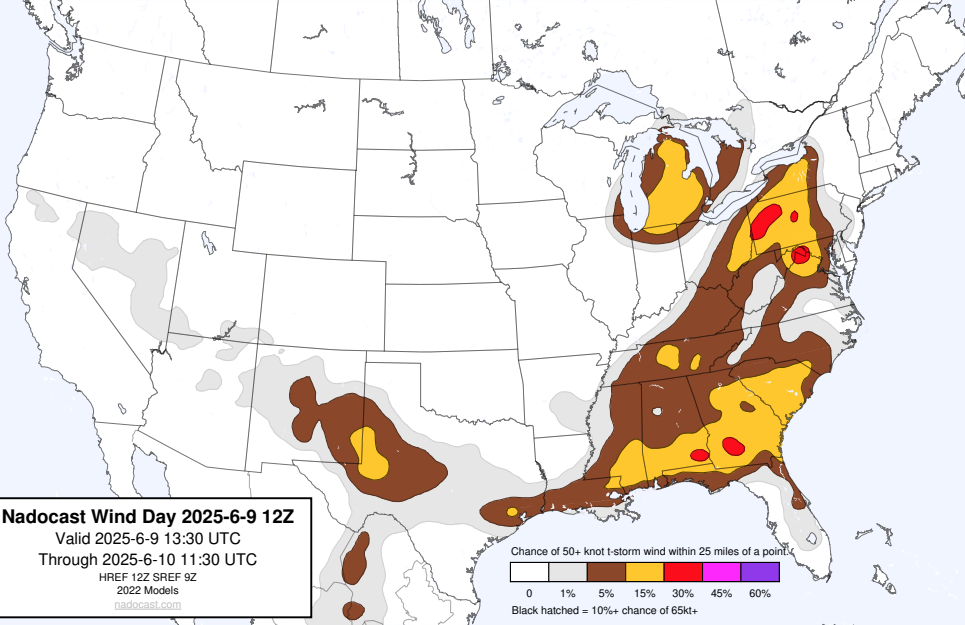 Nadocast Wind Day 2025-6-9 12Z
Valid 2025-6-9 13:30 UTC
Through 2025-6-10 11:30 UTC
HREF 12Z SREF 9Z
2022 Models
nadocast.com
Chance of 50+ knot t-storm wind within 25 miles of a point.
0 1% 5% 15% 30% 45% 60%
Black hatched = 10%+ chance of 65kt+